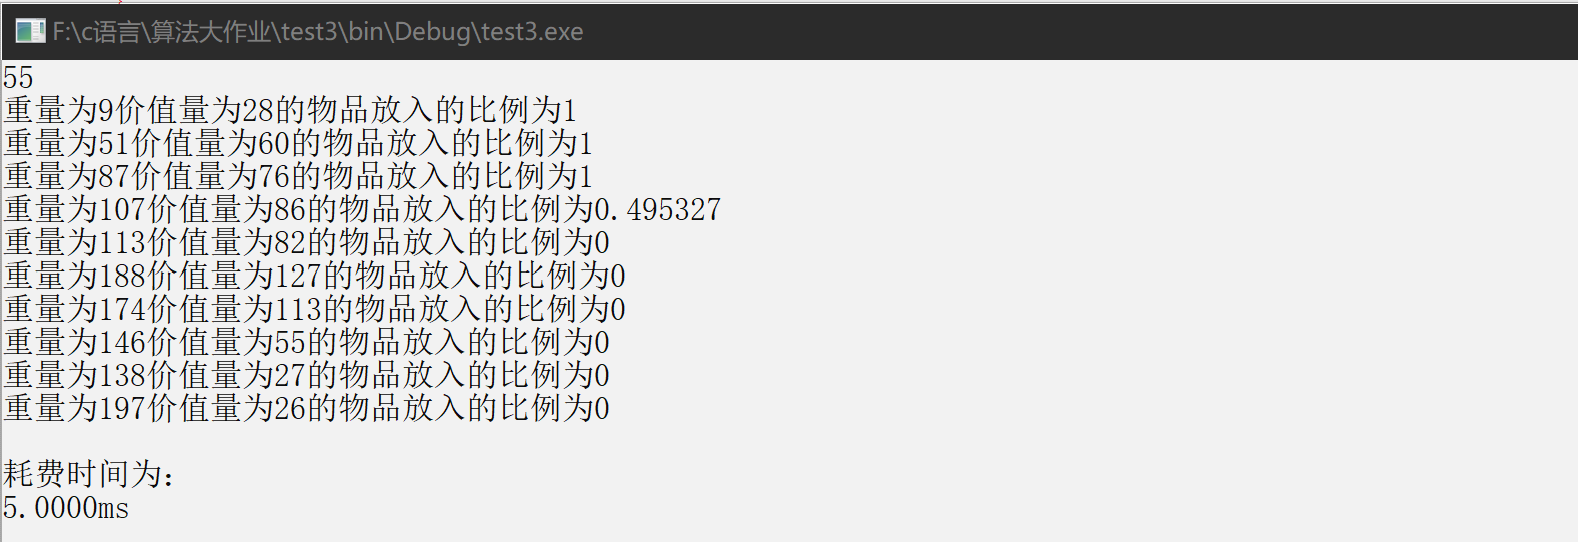 F:\c语言\算法大作业\test3\bin\Debug\test3.exe
55
重量为9价值量为28的物品放入的比例为1
重量为51价值量为60的物品放入的比例为1
重量为87价值量为76的物品放入的比例为1
重量为107价值量为86的物品放入的比例为0.495327
重量为113价值量为82的物品放入的比例为0
重量为188价值量为127的物品放入的比例为0
重量为174价值量为113的物品放入的比例为0
重量为146价值量为55的物品放入的比例为0
重量为138价值量为27的物品放入的比例为0
重量为197价值量为26的物品放入的比例为0
耗费时间为:
5.0000ms